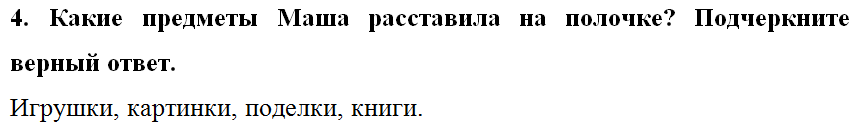 4. Какие предметы Маша расставила на полочке? Подчеркните
верный ответ.
Игрушки, картинки, поделки, книги.